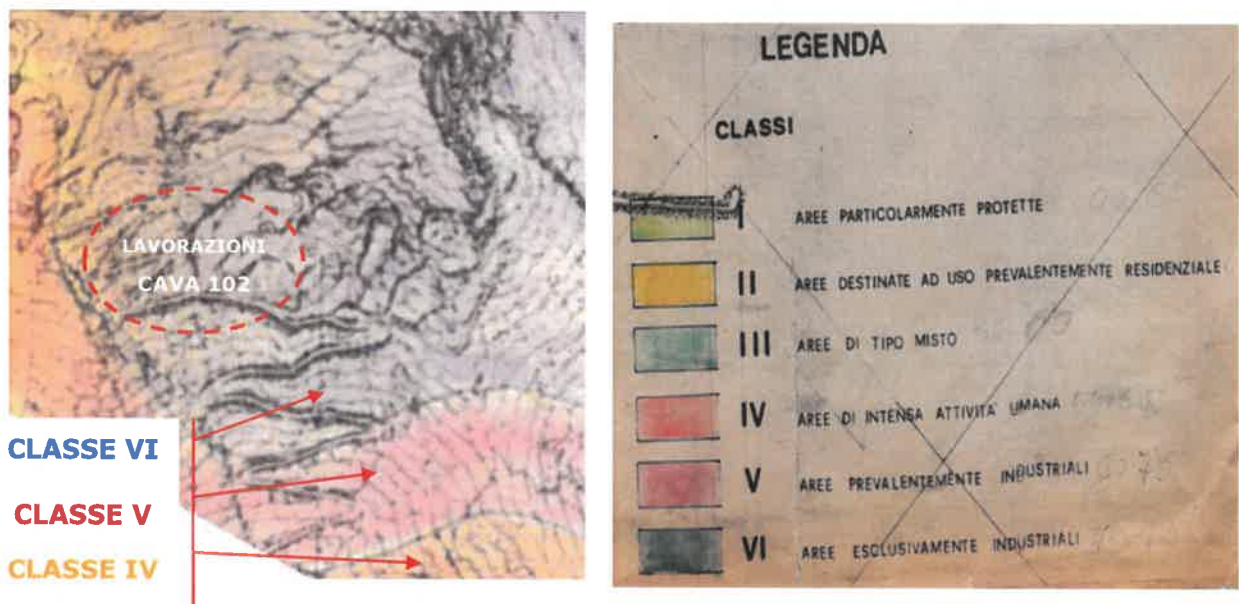 LAVORAZIONI
CAVA 102
CLASSE VI
CLASSE V
CLASSE IV
LEGENDA
CLASSI
I AREE PARTICOLARMENTE PROTETTE
II AREE DESTINATE AD USO PREVALENTEMENTE RESIDENZIALE
III AREE DI TIPO MISTO
IV AREE DI INTENSA ATTIVITA' UMANA
V AREE PREVALENTEMENTE INDUSTRIALI
VI AREE ESCLUSIVAMENTE INDUSTRIALI